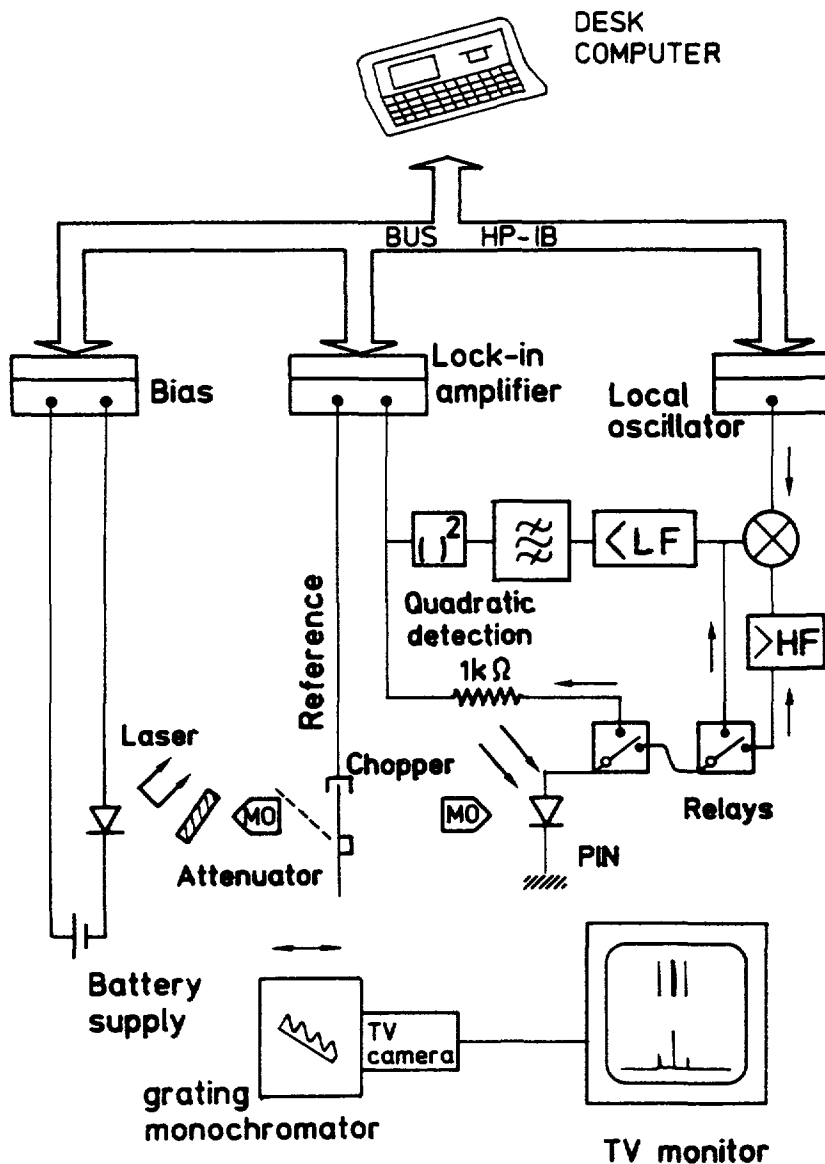 DESK
COMPUTER
BUS HP-IB
Bias
Lock-in
amplifier
Local
oscillator
( )²
<LF
Quadratic
detection
>HF
1kΩ
Reference
Laser
Chopper
MO
MO
Relays
Attenuator
PIN
Battery
supply
TV
camera
grating
monochromator
TV monitor